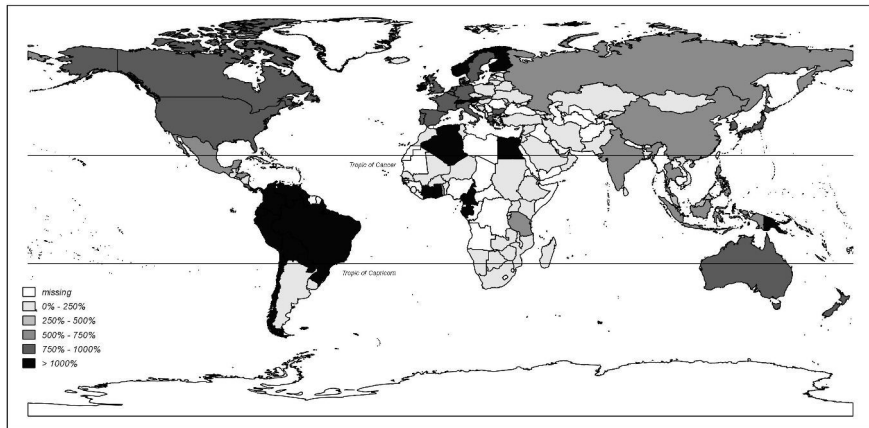 Tropic of Cancer
Tropic of Capricorn
missing
0% - 250%
250% - 500%
500% - 750%
750% - 1000%
> 1000%